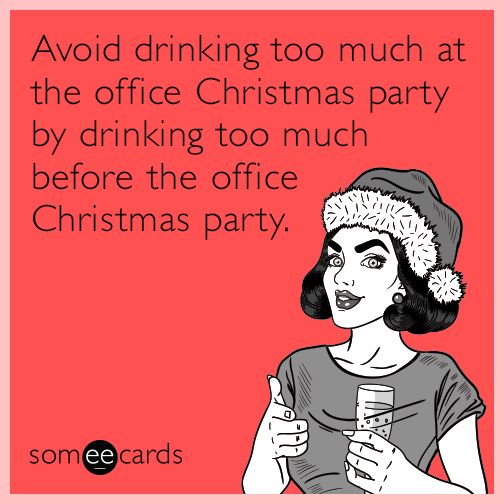 Avoid drinking too much at
the office Christmas party
by drinking too much
before the office
Christmas party.
someecards